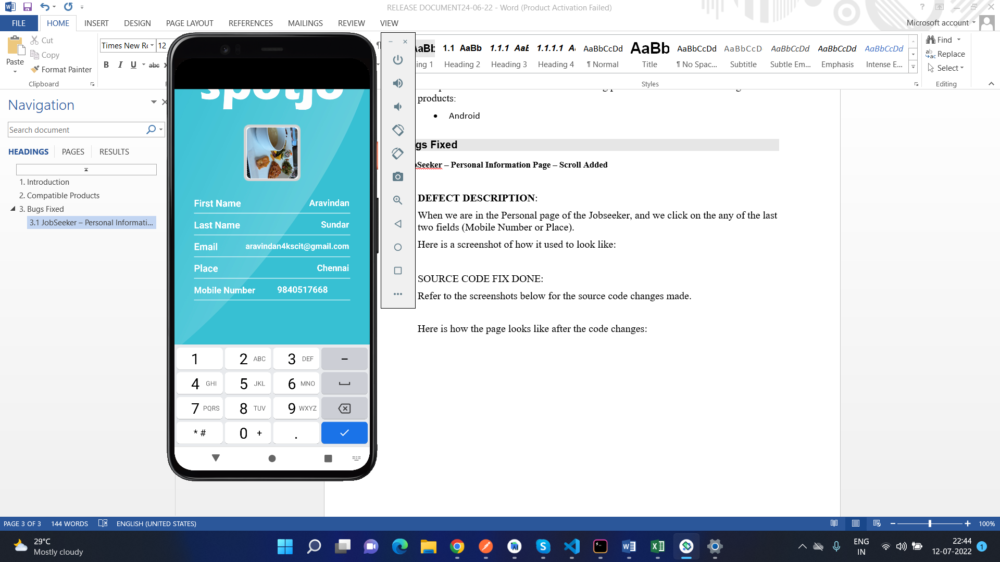 RELEASE DOCUMENT24-06-22 - Word (Product Activation Failed)
FILE HOME INSERT DESIGN PAGE LAYOUT REFERENCES MAILINGS REVIEW VIEW
Microsoft account
Paste
Cut
Copy
Format Painter
Clipboard
Times New Rc 12
B I U abc
1.1 AaBb 1.1.1 AaE 1.1.1.1 AaBbCcDd AaBb AaBbCcDd AaBbCcD AaBbCcDd AaBbCcDd AaBbCcDd
ing 1 Heading 2 Heading 3 Heading 4 ¶ Normal Title ¶ No Spac... Subtitle Subtle Em... Emphasis Intense E...
Styles
Find
Replace
Select
Editing
Navigation
Search document
HEADINGS PAGES RESULTS
1. Introduction
2. Compatible Products
3. Bugs Fixed
3.1 JobSeeker – Personal Informati...
First Name Aravindan
Last Name Sundar
Email aravindan4kscit@gmail.com
Place Chennai
Mobile Number 9840517668
1 2 ABC 3 DEF –
4 GHI 5 JKL 6 MNO
7 PQRS 8 TUV 9 WXYZ
* # 0 + .
products:
• Android
gs Fixed
bSeeker – Personal Information Page – Scroll Added
DEFECT DESCRIPTION:
When we are in the Personal page of the Jobseeker, and we click on the any of the last
two fields (Mobile Number or Place).
Here is a screenshot of how it used to look like:
SOURCE CODE FIX DONE:
Refer to the screenshots below for the source code changes made.
Here is how the page looks like after the code changes:
PAGE 3 OF 3 144 WORDS ENGLISH (UNITED STATES)
100%
29°C
Mostly cloudy
ENG
IN
22:44
12-07-2022
1